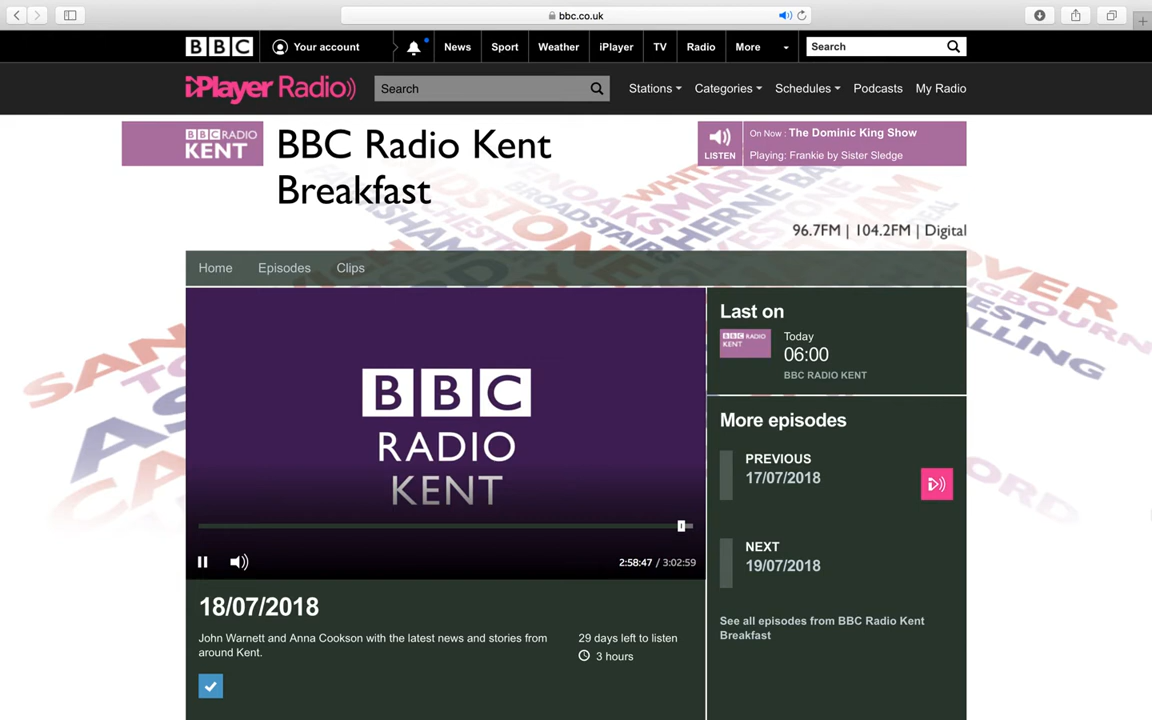 bbc.co.uk
BBC
Your account
News
Sport
Weather
iPlayer
TV
Radio
More
Search
iPlayer Radio
Search
Stations
Categories
Schedules
Podcasts
My Radio
BBC RADIO
KENT
BBC Radio Kent
Breakfast
LISTEN
On Now : The Dominic King Show
Playing: Frankie by Sister Sledge
96.7FM | 104.2FM | Digital
Home
Episodes
Clips
BBC
RADIO
KENT
2:58:47 / 3:02:59
18/07/2018
John Warnett and Anna Cookson with the latest news and stories from
around Kent.
29 days left to listen
3 hours
Last on
BBC RADIO
KENT
Today
06:00
BBC RADIO KENT
More episodes
PREVIOUS
17/07/2018
NEXT
19/07/2018
See all episodes from BBC Radio Kent
Breakfast
BROADSTAIRS
HERNE BAY
DEAL